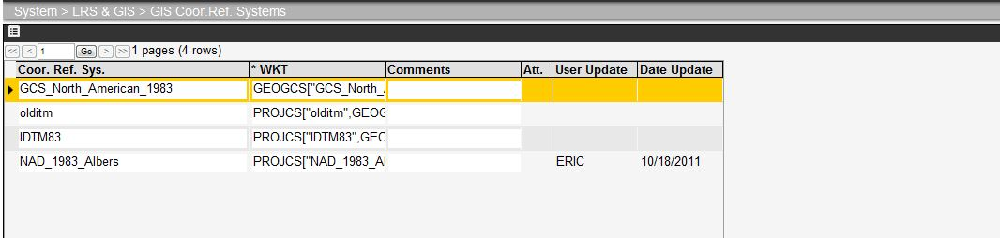 System > LRS & GIS > GIS Coor.Ref. Systems
<< < 1 Go > >> 1 pages (4 rows)
Coor. Ref. Sys. * WKT Comments Att. User Update Date Update
GCS_North_American_1983 GEOGCS["GCS_North_
olditm PROJCS["olditm",GEOG
IDTM83 PROJCS["IDTM83",GEO
NAD_1983_Albers PROJCS["NAD_1983_Al ERIC 10/18/2011